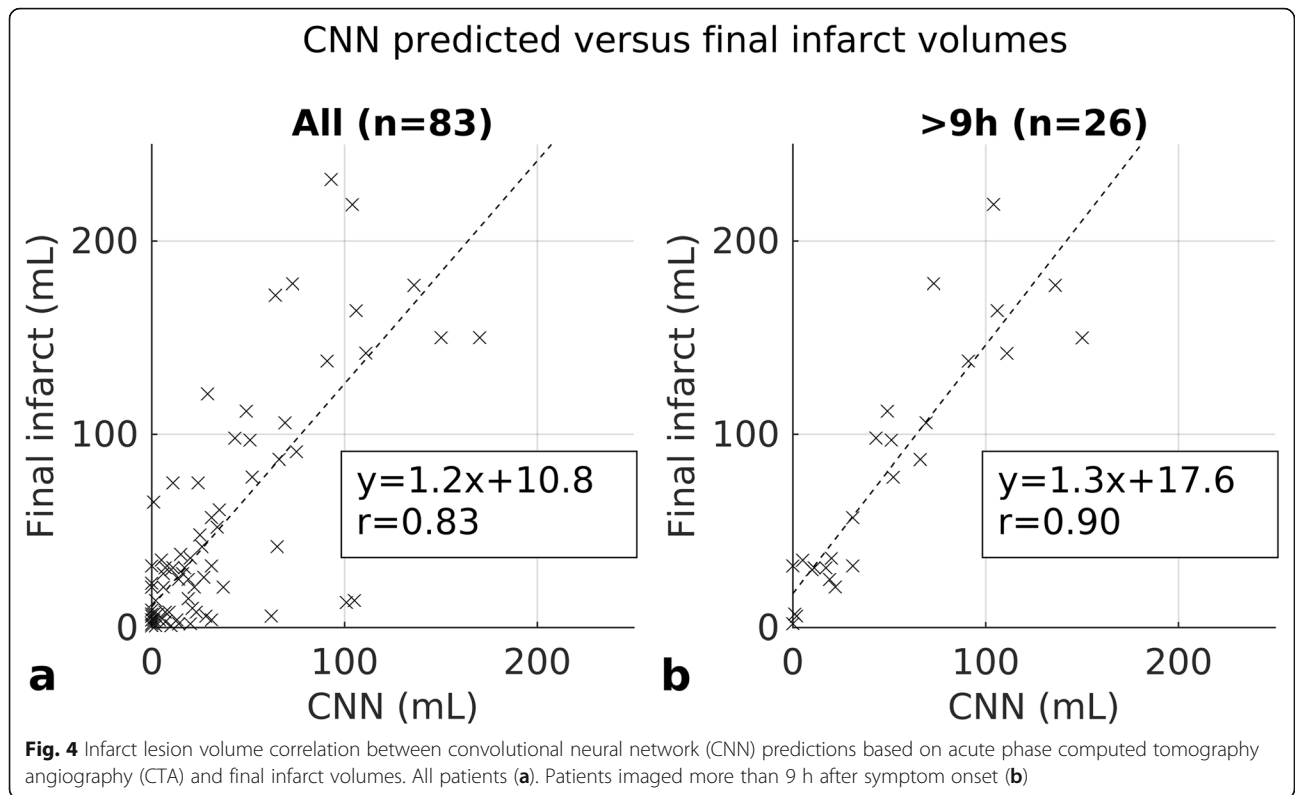 CNN predicted versus final infarct volumes
All (n=83)
Final infarct (mL)
200
100
0
y=1.2x+10.8
r=0.83
0 100 200
CNN (mL)
a
>9h (n=26)
Final infarct (mL)
200
100
0
y=1.3x+17.6
r=0.90
0 100 200
CNN (mL)
b
Fig. 4 Infarct lesion volume correlation between convolutional neural network (CNN) predictions based on acute phase computed tomography
angiography (CTA) and final infarct volumes. All patients (a). Patients imaged more than 9 h after symptom onset (b)